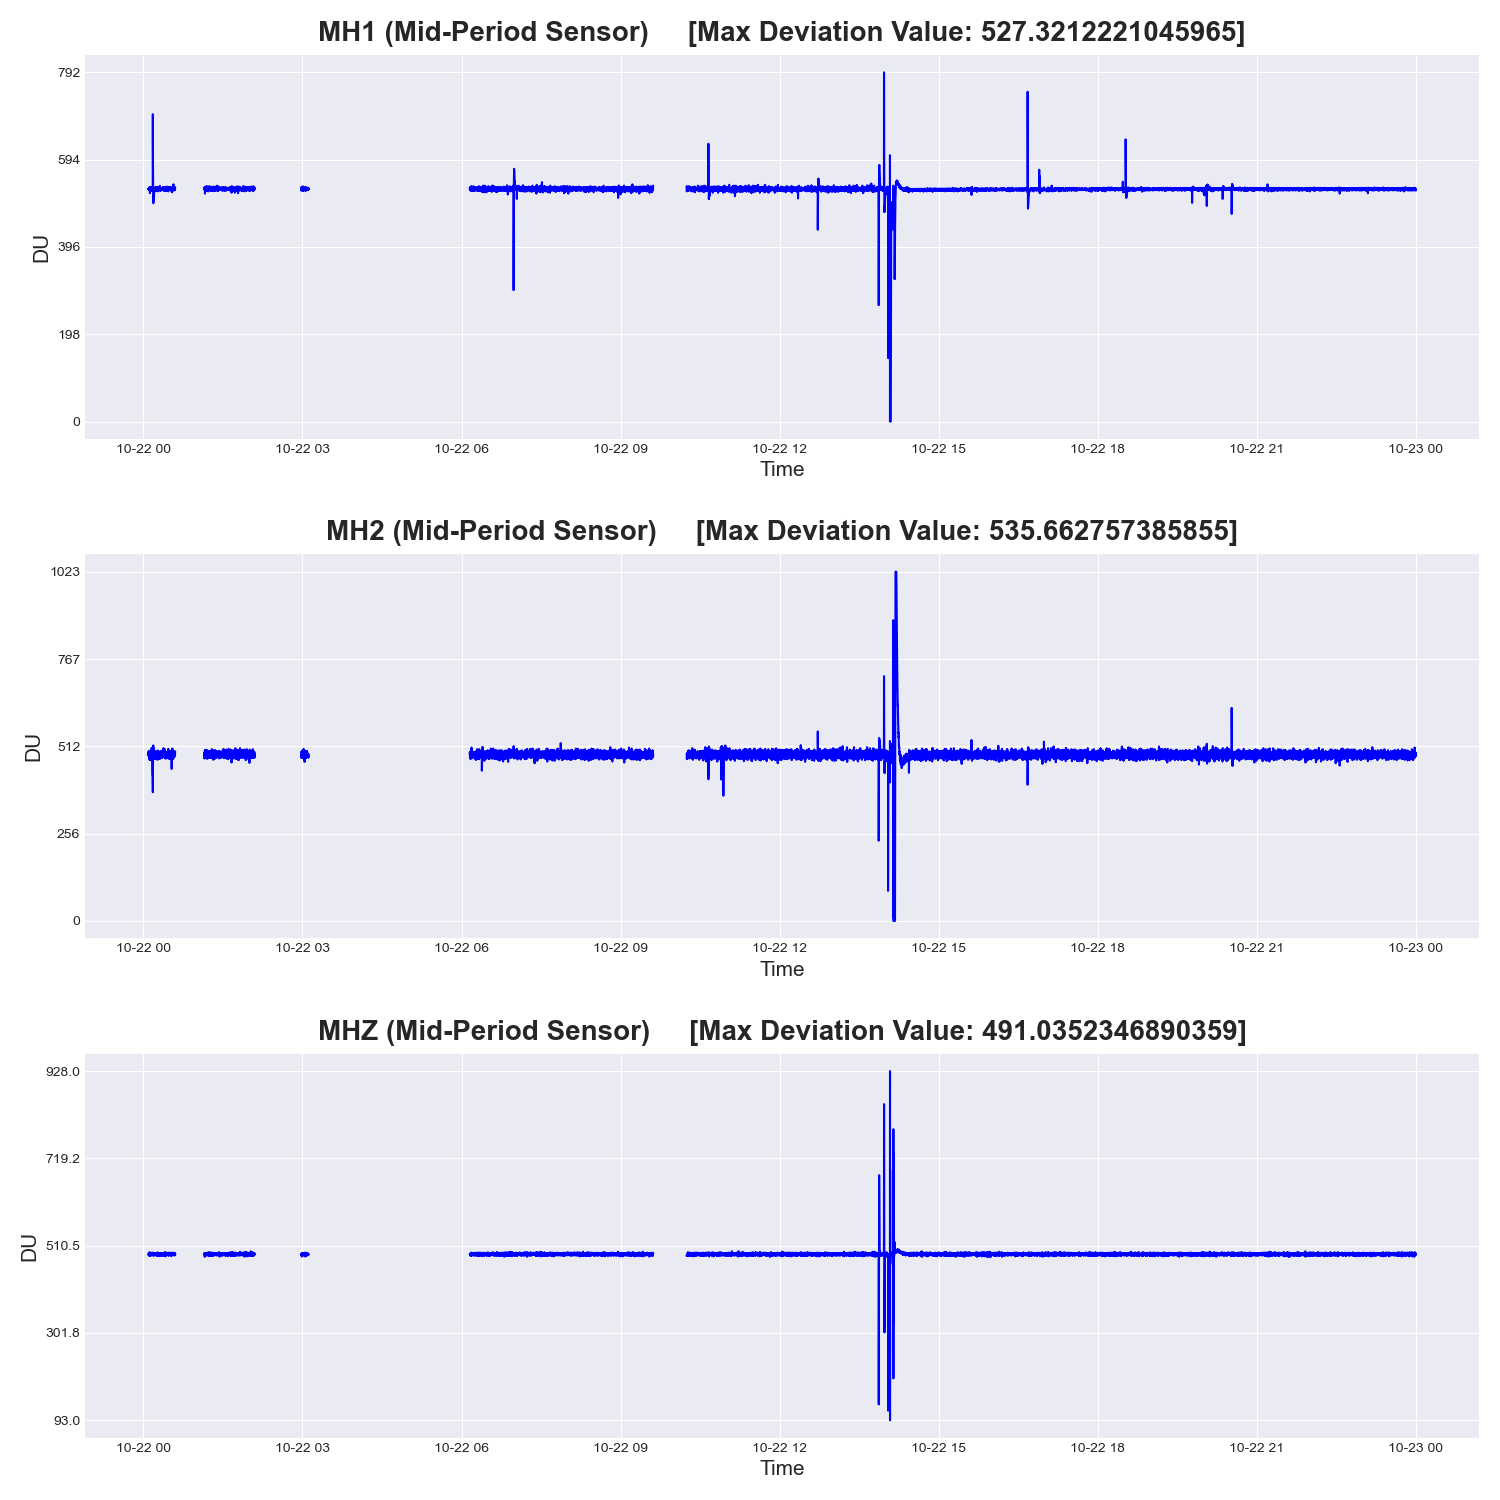 MH1 (Mid-Period Sensor) [Max Deviation Value: 527.3212221045965]
792
594
396
198
0
DU
10-22 00 10-22 03 10-22 06 10-22 09 10-22 12 10-22 15 10-22 18 10-22 21 10-23 00
Time
MH2 (Mid-Period Sensor) [Max Deviation Value: 535.662757385855]
1023
767
512
256
0
DU
10-22 00 10-22 03 10-22 06 10-22 09 10-22 12 10-22 15 10-22 18 10-22 21 10-23 00
Time
MHZ (Mid-Period Sensor) [Max Deviation Value: 491.0352346890359]
928.0
719.2
510.5
301.8
93.0
DU
10-22 00 10-22 03 10-22 06 10-22 09 10-22 12 10-22 15 10-22 18 10-22 21 10-23 00
Time